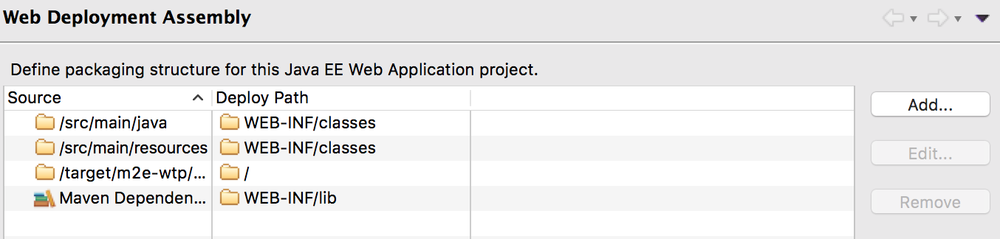 Web Deployment Assembly
Define packaging structure for this Java EE Web Application project.
Source Deploy Path
/src/main/java WEB-INF/classes
/src/main/resources WEB-INF/classes
/target/m2e-wtp/... /
Maven Dependen... WEB-INF/lib
Add...
Edit...
Remove